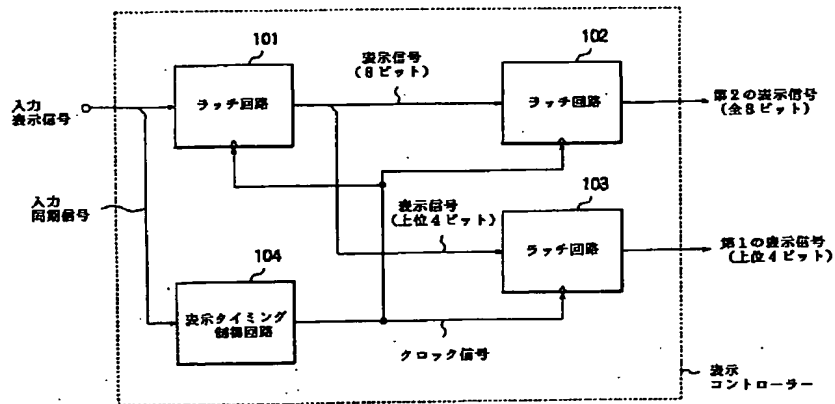 101
102
表示信号
(8ビット)
入力
表示信号
ラッチ回路
ラッチ回路
第2の表示信号
(全8ビット)
入力
同期信号
表示信号
(上位4ビット)
103
104
ラッチ回路
第1の表示信号
(上位4ビット)
表示タイミング
制御回路
クロック信号
表示
コントローラー